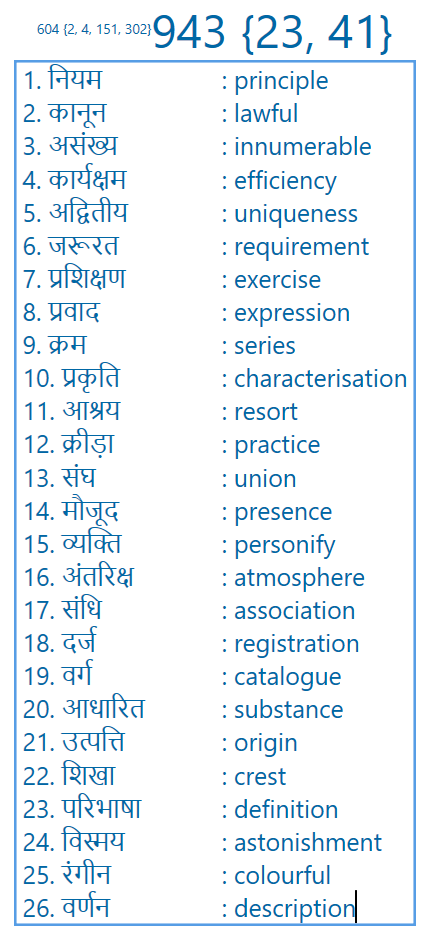 604 {2, 4, 151, 302}943 {23, 41}
1. नियम : principle
2. कानून : lawful
3. असंख्य : innumerable
4. कार्यक्षम : efficiency
5. अद्वितीय : uniqueness
6. जरूरत : requirement
7. प्रशिक्षण : exercise
8. प्रवाद : expression
9. क्रम : series
10. प्रकृति : characterisation
11. आश्रय : resort
12. क्रीड़ा : practice
13. संघ : union
14. मौजूद : presence
15. व्यक्ति : personify
16. अंतरिक्ष : atmosphere
17. संधि : association
18. दर्ज : registration
19. वर्ग : catalogue
20. आधारित : substance
21. उत्पत्ति : origin
22. शिखा : crest
23. परिभाषा : definition
24. विस्मय : astonishment
25. रंगीन : colourful
26. वर्णन : description